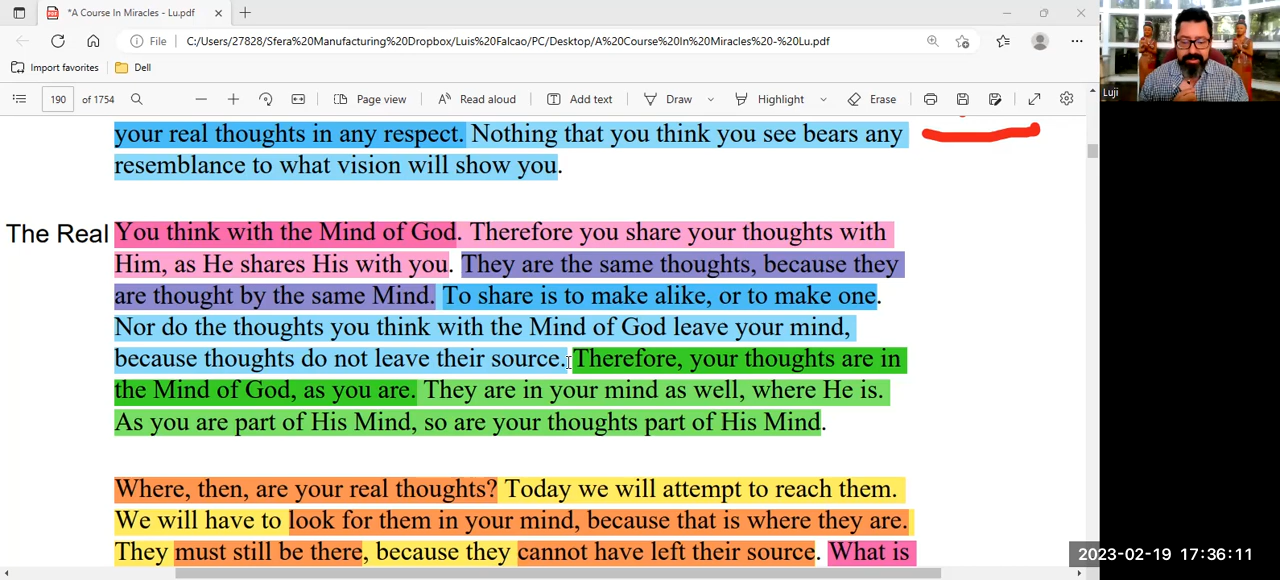 *A Course In Miracles - Lu.pdf
File C:/Users/27828/Sfera%20Manufacturing%20Dropbox/Luis%20Falcao/PC/Desktop/A%20Course%20In%20Miracles%20-%20Lu.pdf
Import favorites Dell
190 of 1754 Page view Read aloud Add text Draw Highlight Erase
your real thoughts in any respect. Nothing that you think you see bears any
resemblance to what vision will show you.
The Real You think with the Mind of God. Therefore you share your thoughts with
Him, as He shares His with you. They are the same thoughts, because they
are thought by the same Mind. To share is to make alike, or to make one.
Nor do the thoughts you think with the Mind of God leave your mind,
because thoughts do not leave their source. Therefore, your thoughts are in
the Mind of God, as you are. They are in your mind as well, where He is.
As you are part of His Mind, so are your thoughts part of His Mind.
Where, then, are your real thoughts? Today we will attempt to reach them.
We will have to look for them in your mind, because that is where they are.
They must still be there, because they cannot have left their source. What is
Luji
2023-02-19 17:36:11